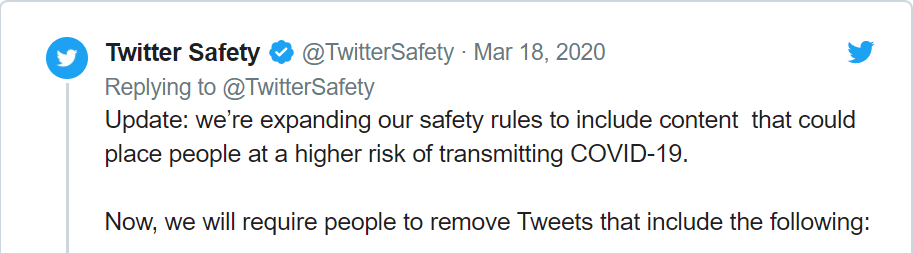 Twitter Safety @TwitterSafety · Mar 18, 2020
Replying to @TwitterSafety
Update: we’re expanding our safety rules to include content  that could
place people at a higher risk of transmitting COVID-19.
Now, we will require people to remove Tweets that include the following: